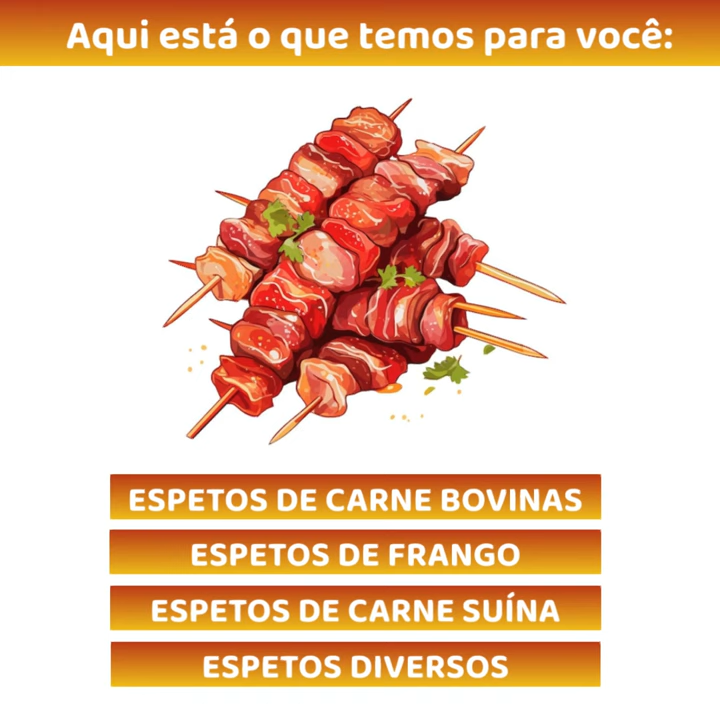 Aqui está o que temos para você:
ESPETOS DE CARNE BOVINAS
ESPETOS DE FRANGO
ESPETOS DE CARNE SUÍNA
ESPETOS DIVERSOS